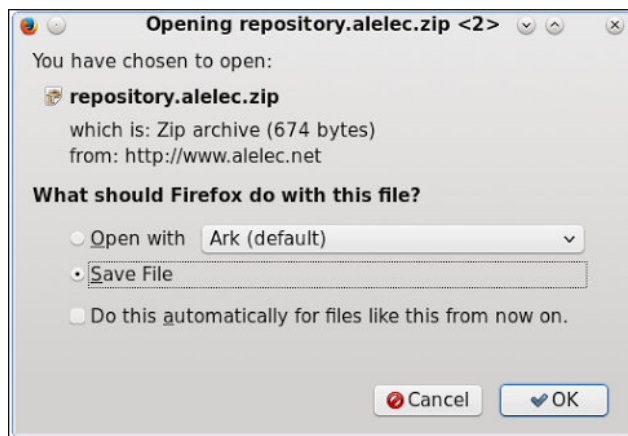 Opening repository.alelec.zip <2>
You have chosen to open:
repository.alelec.zip
which is: Zip archive (674 bytes)
from: http://www.alelec.net
What should Firefox do with this file?
Open with Ark (default)
Save File
Do this automatically for files like this from now on.
Cancel OK